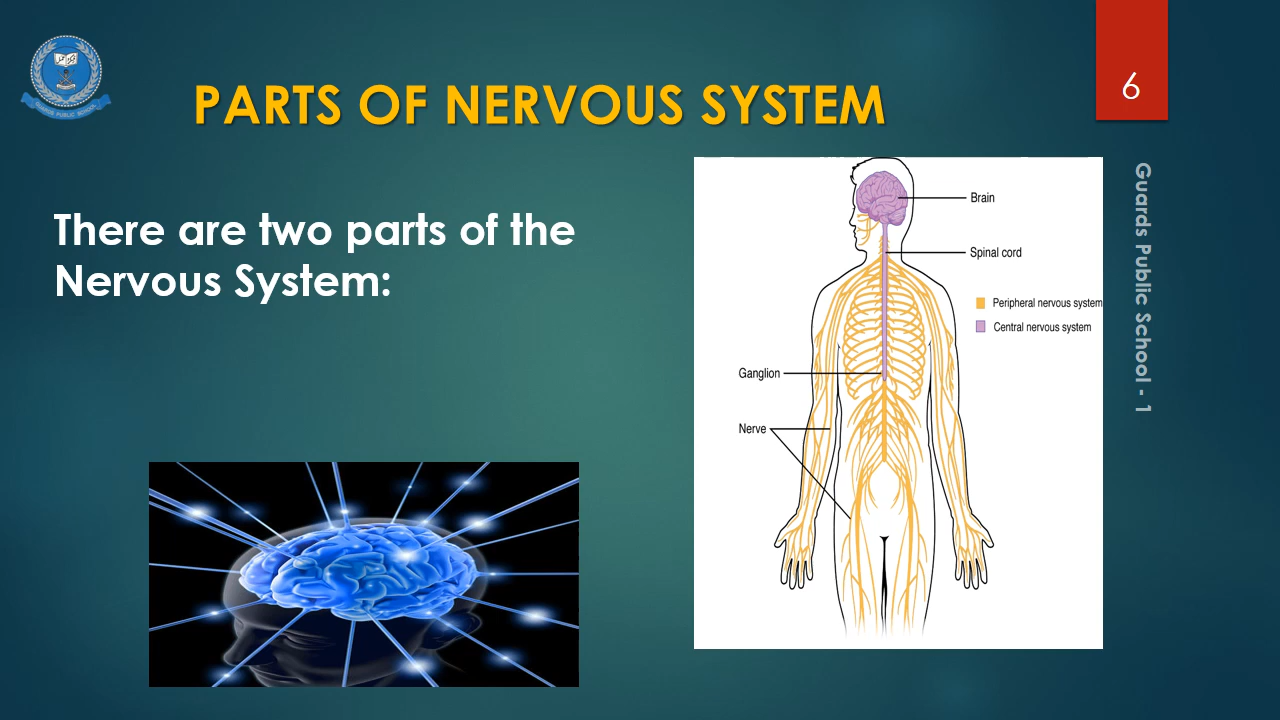 PARTS OF NERVOUS SYSTEM
6
There are two parts of the
Nervous System:
Brain
Spinal cord
Peripheral nervous system
Central nervous system
Ganglion
Nerve
Guards Public School - 1